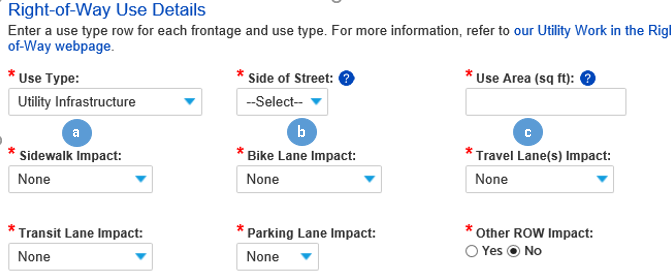 Right-of-Way Use Details
Enter a use type row for each frontage and use type. For more information, refer to our Utility Work in the Rig
of-Way webpage.
* Use Type: * Side of Street: ? * Use Area (sq ft): ?
Utility Infrastructure --Select--
a b c
* Sidewalk Impact: * Bike Lane Impact: * Travel Lane(s) Impact:
None None None
* Transit Lane Impact: * Parking Lane Impact: * Other ROW Impact:
None None Yes No